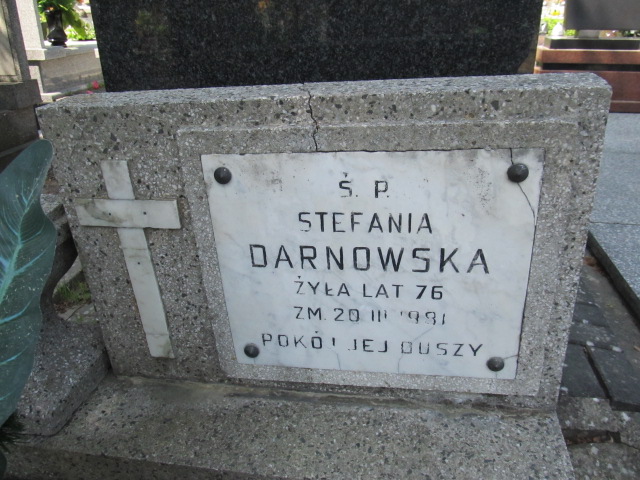 Ś. P.
STEFANIA
DARNOWSKA
ŻYŁA LAT 76
ZM. 20 III 1981
POKÓJ JEJ DUSZY